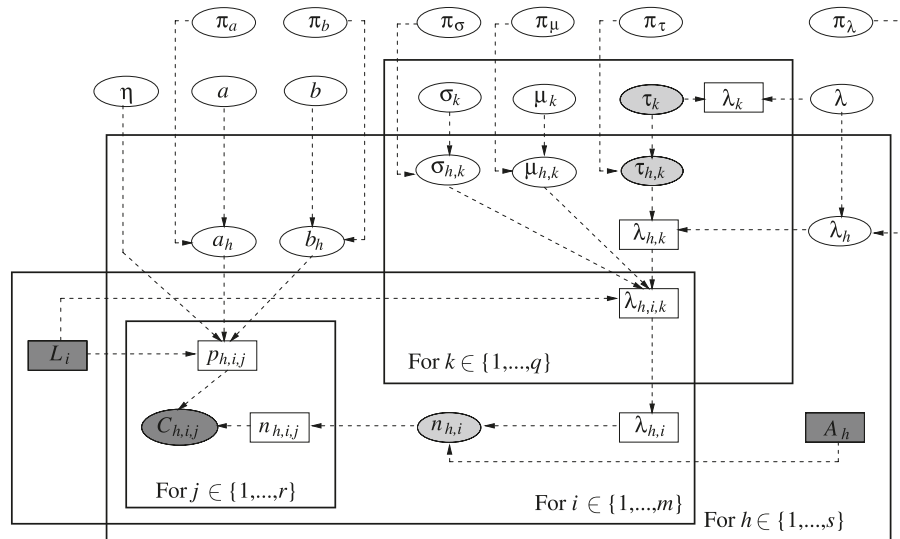 π_a π_b π_σ π_μ π_τ π_λ
η a b σ_k μ_k τ_k λ_k λ
σ_{h,k} μ_{h,k} τ_{h,k}
a_h b_h λ_{h,k} λ_h
λ_{h,i,k}
L_i p_{h,i,j} For k ∈ {1,...,q}
C_{h,i,j} n_{h,i,j} n_{h,i} λ_{h,i} A_h
For j ∈ {1,...,r} For i ∈ {1,...,m}
For h ∈ {1,...,s}